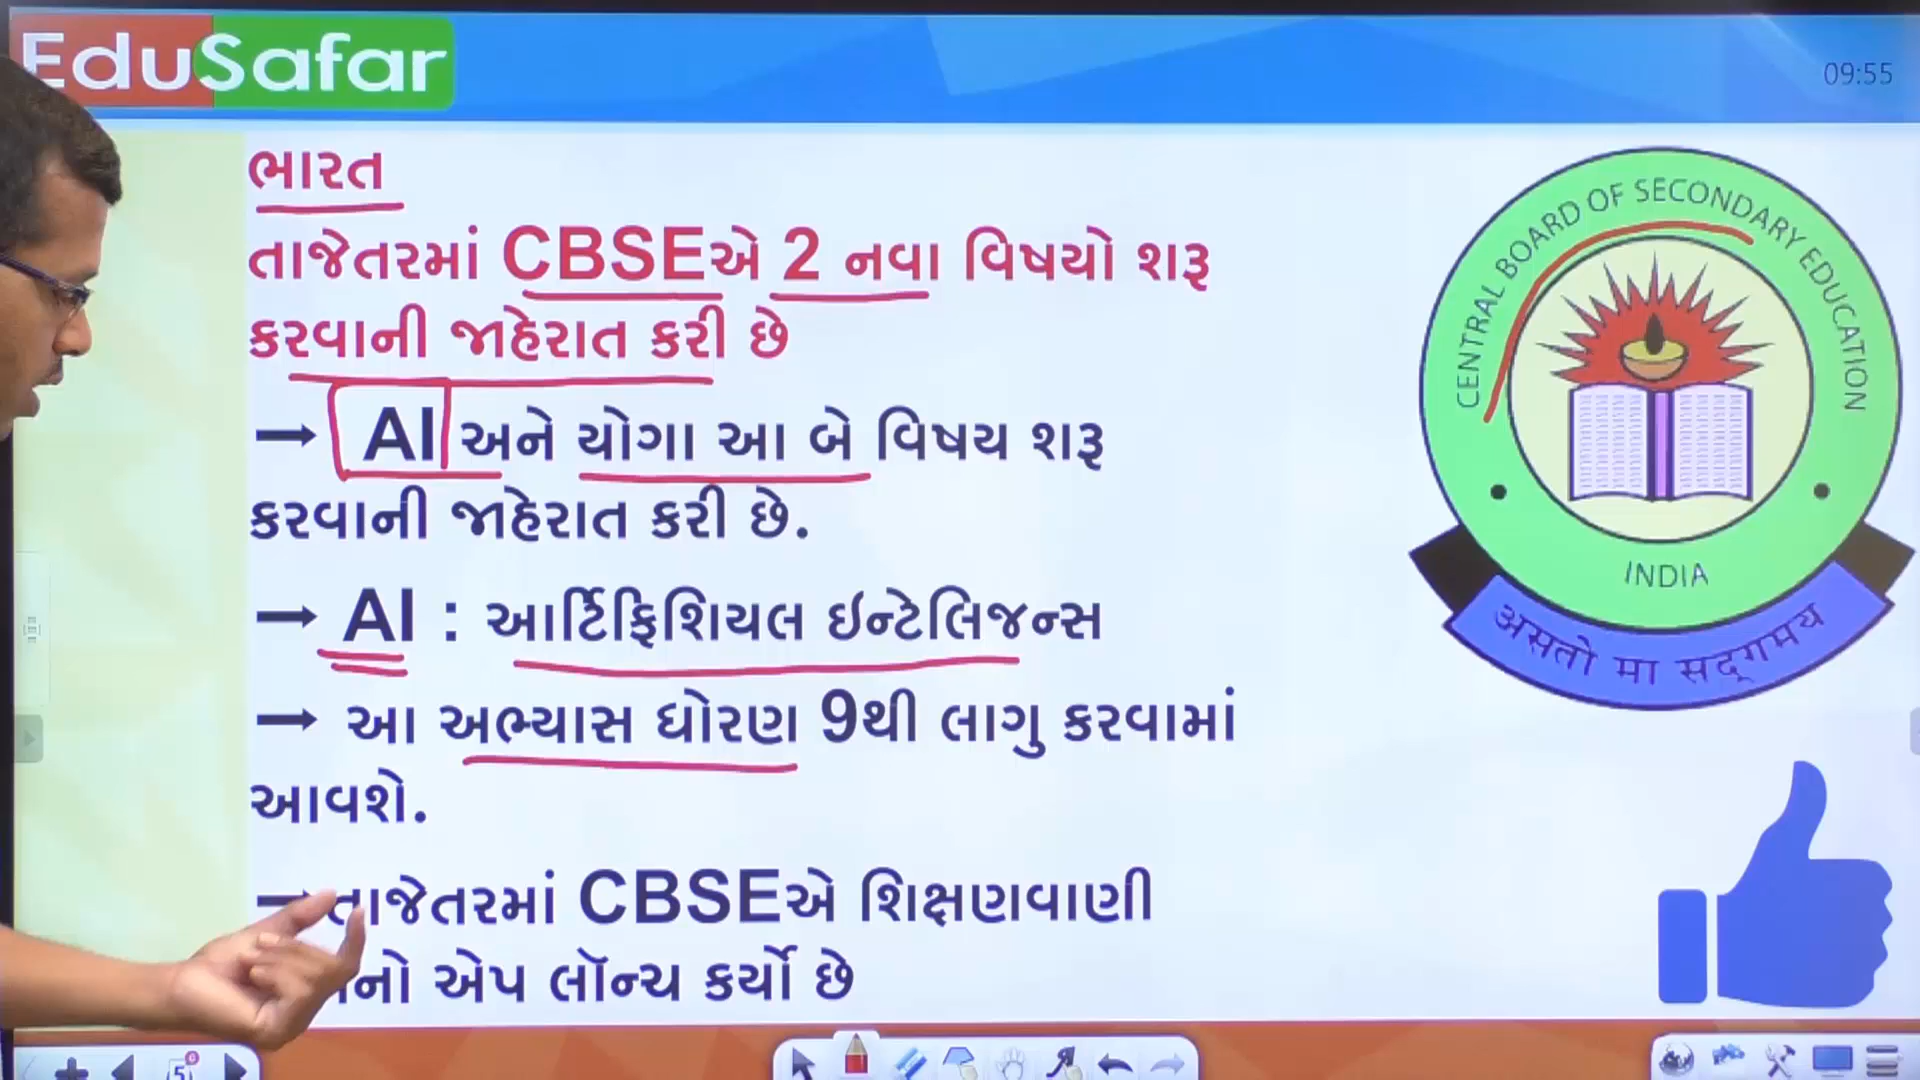 EduSafar
09:55
ભારત
તાજેતરમાં CBSEએ 2 નવા વિષયો શરૂ
કરવાની જાહેરાત કરી છે
→ AI અને યોગા આ બે વિષય શરૂ
કરવાની જાહેરાત કરી છે.
→ AI : આર્ટિફિશિયલ ઇન્ટેલિજન્સ
→ આ અભ્યાસ ધોરણ 9થી લાગુ કરવામાં
આવશે.
→ તાજેતરમાં CBSEએ શિક્ષણવાણી
એપ લૉન્ચ કર્યો છે
CENTRAL BOARD OF SECONDARY EDUCATION
INDIA
असतो मा सद्गमय
5